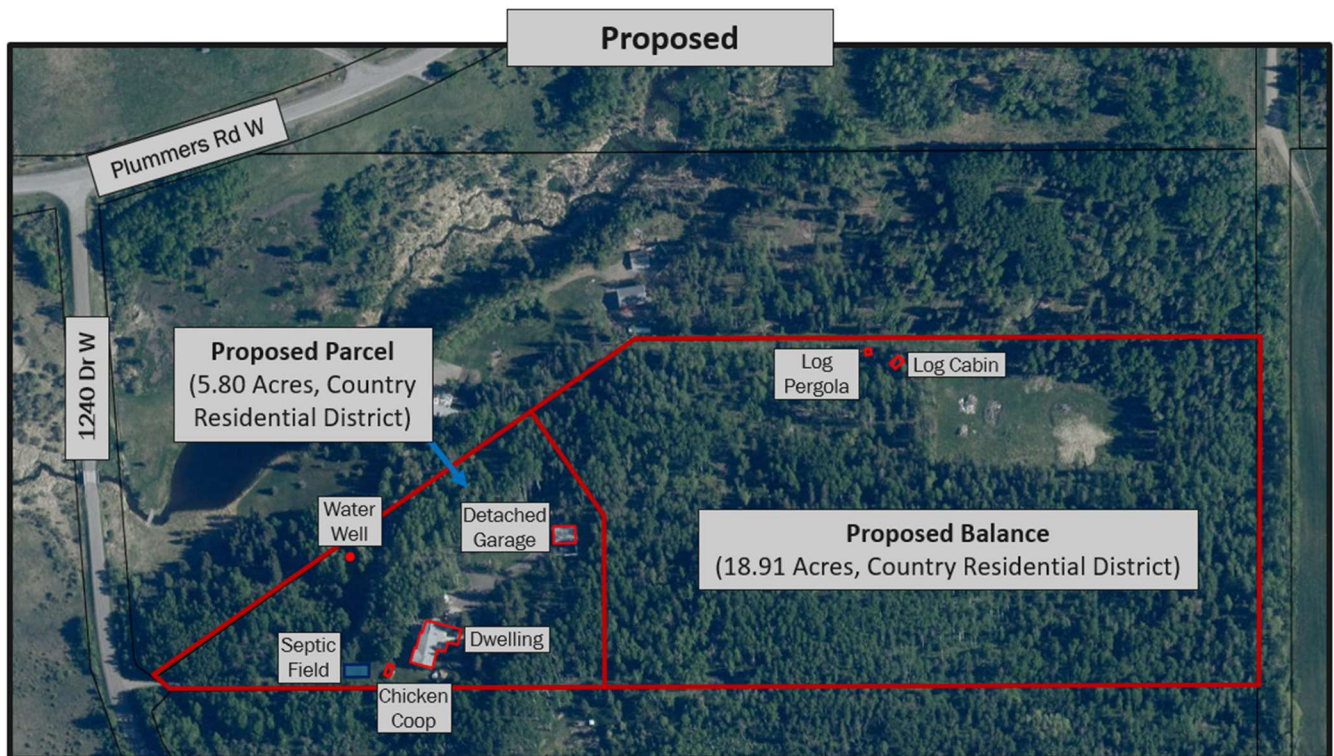 Proposed
Plummers Rd W
1240 Dr W
Proposed Parcel
(5.80 Acres, Country
Residential District)
Log
Pergola
Log Cabin
Water
Well
Detached
Garage
Proposed Balance
(18.91 Acres, Country Residential District)
Septic
Field
Dwelling
Chicken
Coop